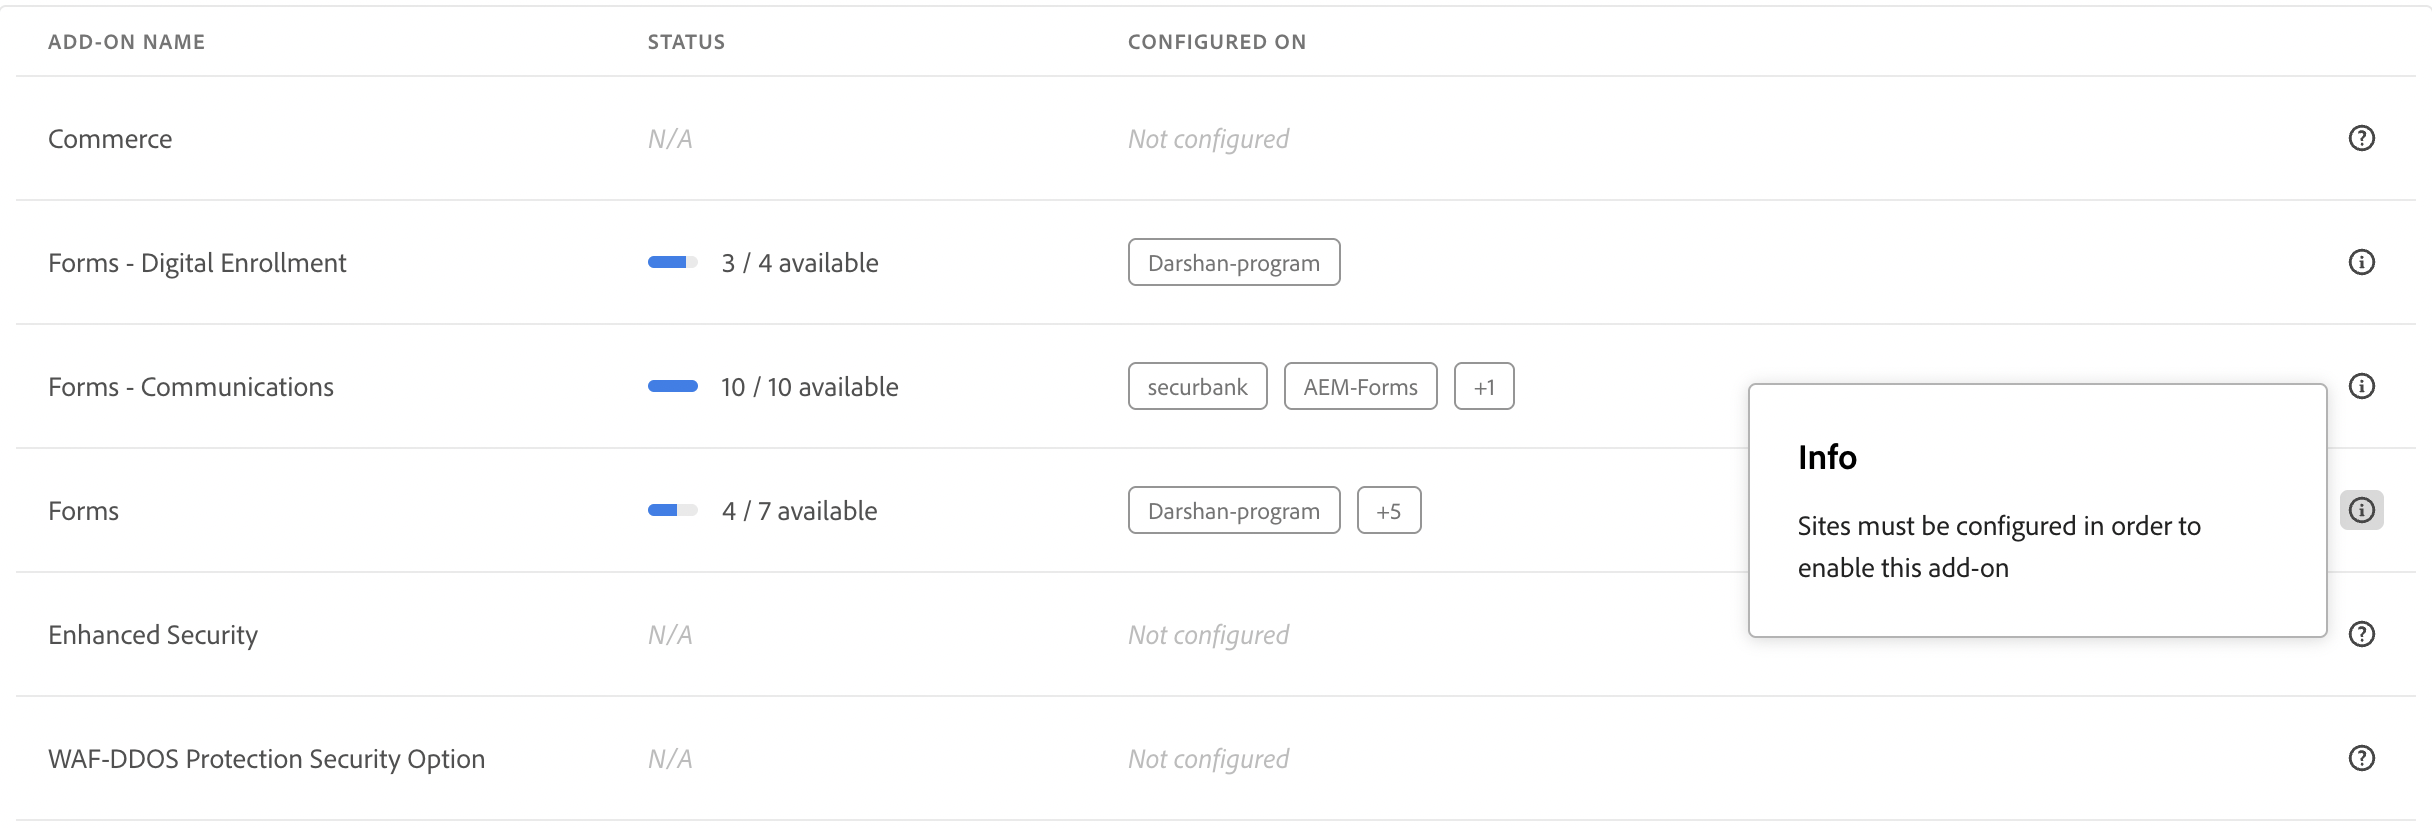 ADD-ON NAME STATUS CONFIGURED ON
Commerce N/A Not configured
Forms - Digital Enrollment 3 / 4 available Darshan-program
Forms - Communications 10 / 10 available securbank AEM-Forms +1
Forms 4 / 7 available Darshan-program +5
Enhanced Security N/A Not configured
WAF-DDOS Protection Security Option N/A Not configured
Info
Sites must be configured in order to
enable this add-on